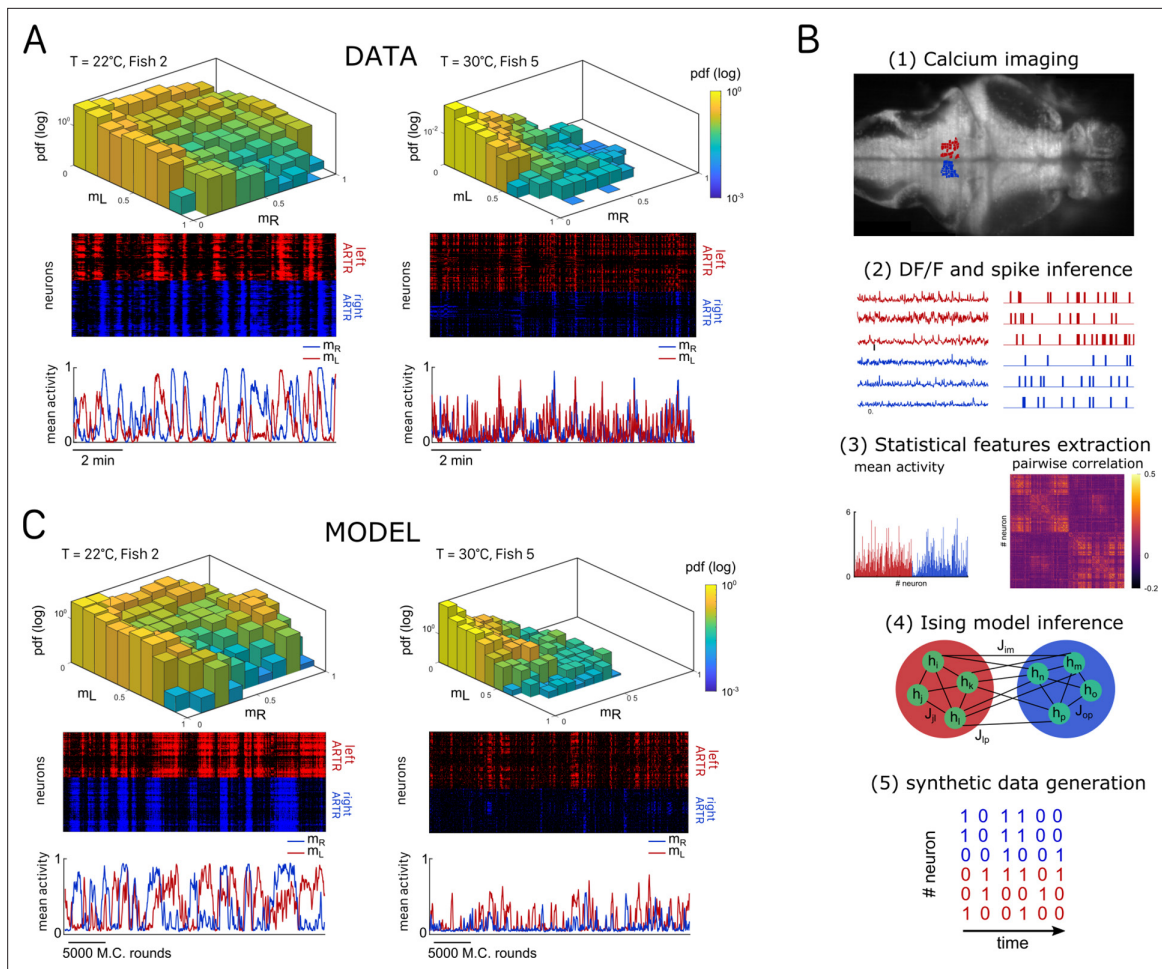 A
DATA
T = 22°C, Fish 2
T = 30°C, Fish 5
pdf (log)
10⁰
10⁻³
pdf (log)
10⁰
0
mL
0.5
1
0
mR
0.5
1
pdf (log)
10⁻²
0
mL
0.5
1
0
mR
0.5
1
neurons
left
ARTR
right
ARTR
left
ARTR
right
ARTR
mR
mL
mR
mL
mean activity
1
0
2 min
mean activity
1
0
2 min
B
(1) Calcium imaging
(2) DF/F and spike inference
0.
(3) Statistical features extraction
mean activity
6
0
# neuron
pairwise correlation
# neuron
0.5
0
-0.2
(4) Ising model inference
Jim
hi
hk
hj
Jjl
hl
hn
hm
ho
hp
Jop
Jlp
(5) synthetic data generation
# neuron
1 0 1 1 0 0
1 0 1 1 0 0
0 0 1 0 0 1
0 1 1 1 0 1
0 1 0 0 1 0
1 0 0 1 0 0
time
C
MODEL
T = 22°C, Fish 2
T = 30°C, Fish 5
pdf (log)
10⁰
10⁻³
pdf (log)
10⁰
0
mL
0.5
1
0
mR
0.5
1
pdf (log)
10⁰
0
mL
0.5
1
0
mR
0.5
1
neurons
left
ARTR
right
ARTR
neurons
left
ARTR
right
ARTR
mR
mL
mR
mL
mean activity
1
0
5000 M.C. rounds
mean activity
1
0
5000 M.C. rounds